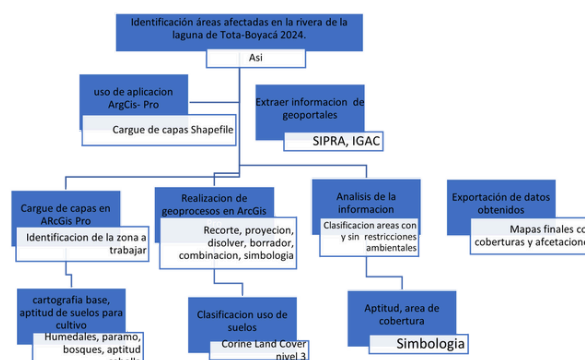 Identificación áreas afectadas en la rivera de la
laguna de Tota-Boyacá 2024.
Asi
uso de aplicacion
ArgCis- Pro
Cargue de capas Shapefile
Extraer informacion de
geoportales
SIPRA, IGAC
Cargue de capas en
ARcGis Pro
Identificacion de la zona a
trabajar
Realizacion de
geoprocesos en ArcGis
Recorte, proyecion,
disolver, borrador,
combinacion, simbologia
Analisis de la
informacion
Clasificacion areas con
y sin restricciones
ambientales
Exportación de datos
obtenidos
Mapas finales co
coberturas y afectacione
cartografia base,
aptitud de suelos para
cultivo
Humedales, paramo,
bosques, aptitud
Clasificacion uso de
suelos
Corine Land Cover
nivel 3
Aptitud, area de
cobertura
Simbologia